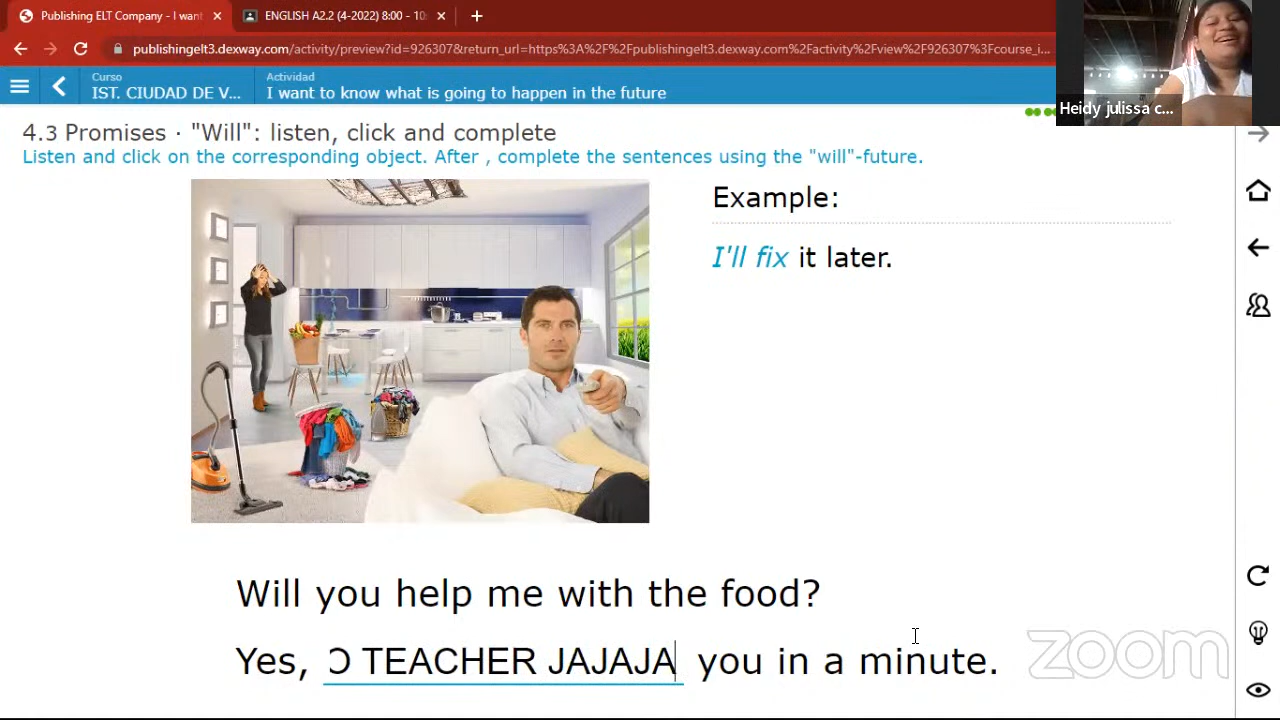 Publishing ELT Company - I want
ENGLISH A2.2 (4-2022) 8:00 - 10:
publishingelt3.dexway.com/activity/preview?id=926307&return_url=https%3A%2F%2Fpublishingelt3.dexway.com%2Factivity%2Fview%2F926307%3Fcourse_i...
Curso
IST. CIUDAD DE V...
Actividad
I want to know what is going to happen in the future
Heidy julissa c...
4.3 Promises · "Will": listen, click and complete
Listen and click on the corresponding object. After , complete the sentences using the "will"-future.
Example:
I'll fix it later.
Will you help me with the food?
Yes, TEACHER JAJAJA you in a minute.
zoom